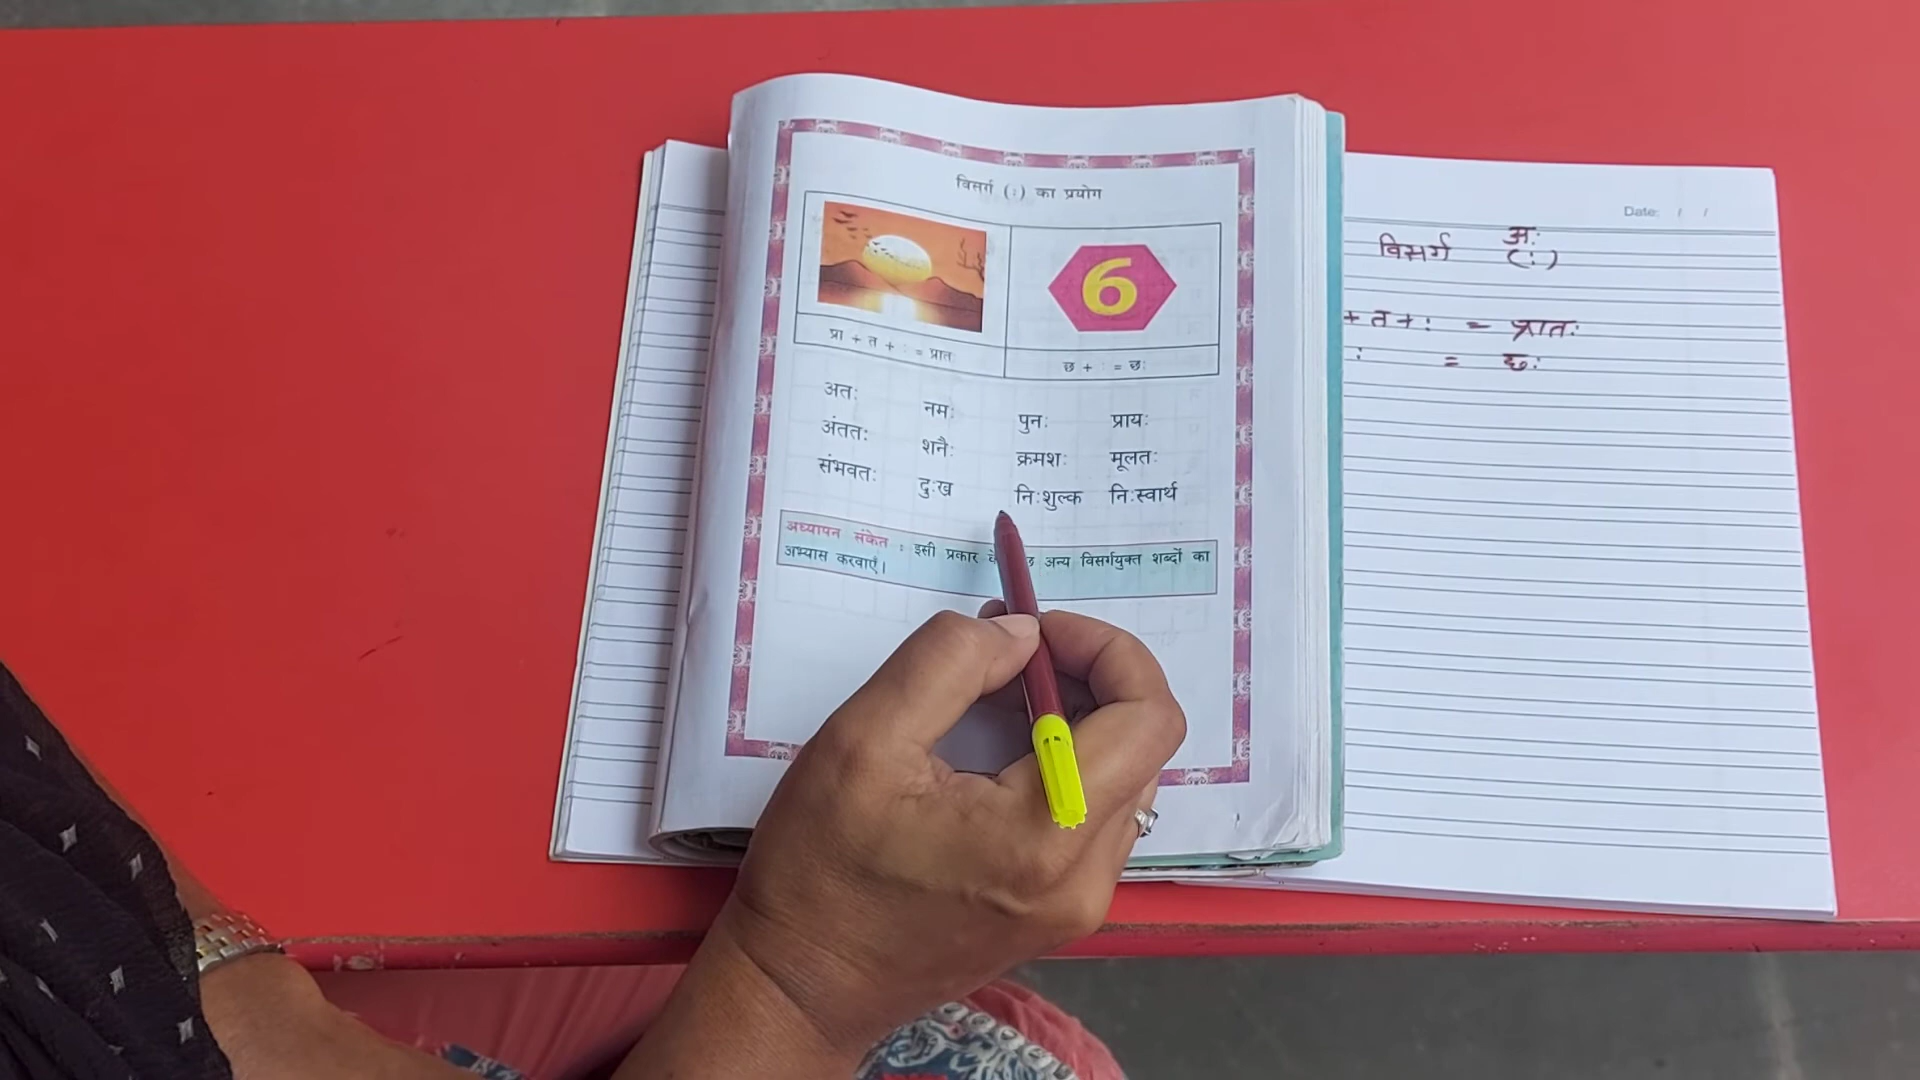 विसर्ग (ः) का प्रयोग
6
प्रा + त + ः = प्रातः
छ + ः = छः
अतः नमः पुनः प्रायः
अंततः शनैः क्रमशः मूलतः
संभवतः दुःख निःशुल्क निःस्वार्थ
अध्यापन संकेत : इसी प्रकार अन्य विसर्गयुक्त शब्दों का
अभ्यास करवाएँ।
Date: / /
अः
विसर्ग (ः)
+ त + ः = प्रातः
ः = छः